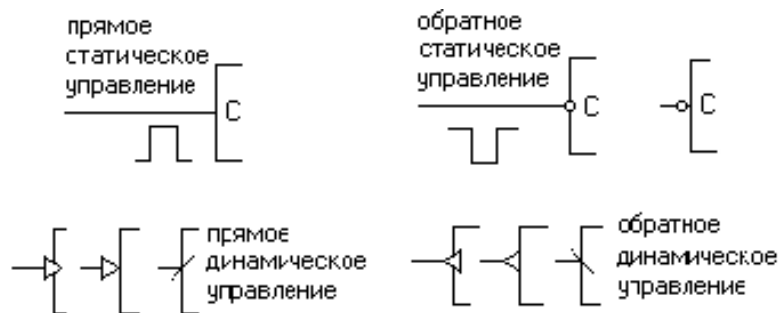 прямое
статическое
управление
C
обратное
статическое
управление
C
C
прямое
динамическое
управление
обратное
динамическое
управление